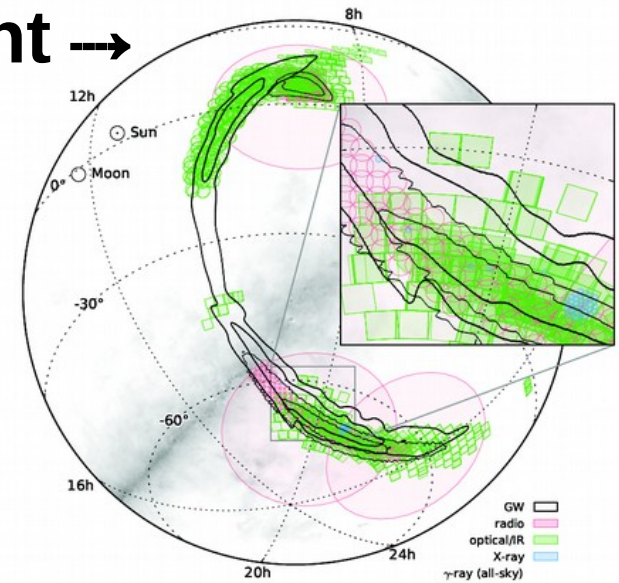 nt ⤏
8h
12h
Sun
Moon
0°
-30°
-60°
16h
20h
24h
GW
radio
optical/IR
X-ray
γ-ray (all-sky)